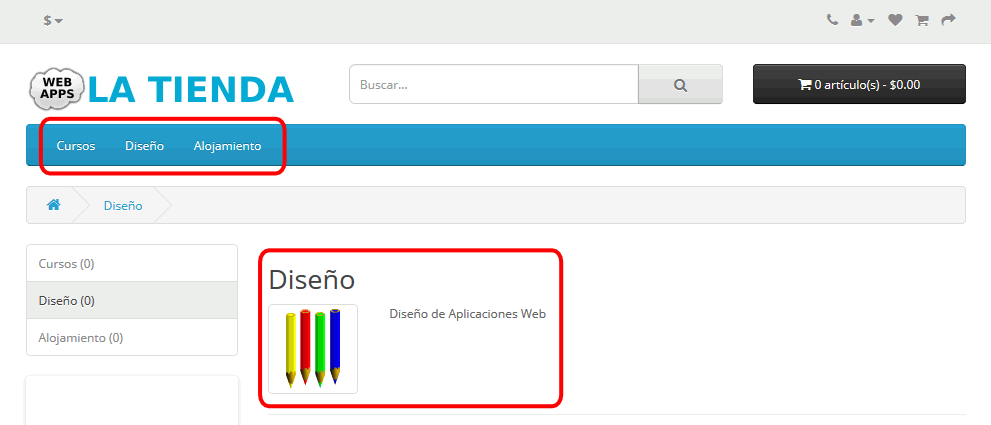 $
WEB
APPS
LA TIENDA
Buscar...
0 artículo(s) - $0.00
Cursos Diseño Alojamiento
Diseño
Cursos (0)
Diseño (0)
Alojamiento (0)
Diseño
Diseño de Aplicaciones Web